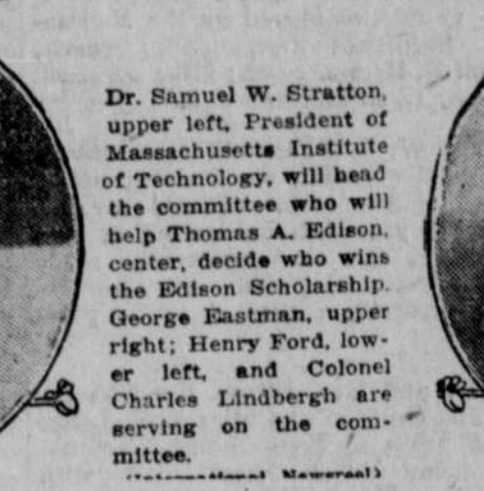 Dr. Samuel W. Stratton,
upper left, President of
Massachusetts Institute
of Technology, will head
the committee who will
help Thomas A. Edison,
center, decide who wins
the Edison Scholarship.
George Eastman, upper
right; Henry Ford, low-
er left, and Colonel
Charles Lindbergh are
serving on the com-
mittee.
(International Newsreel)